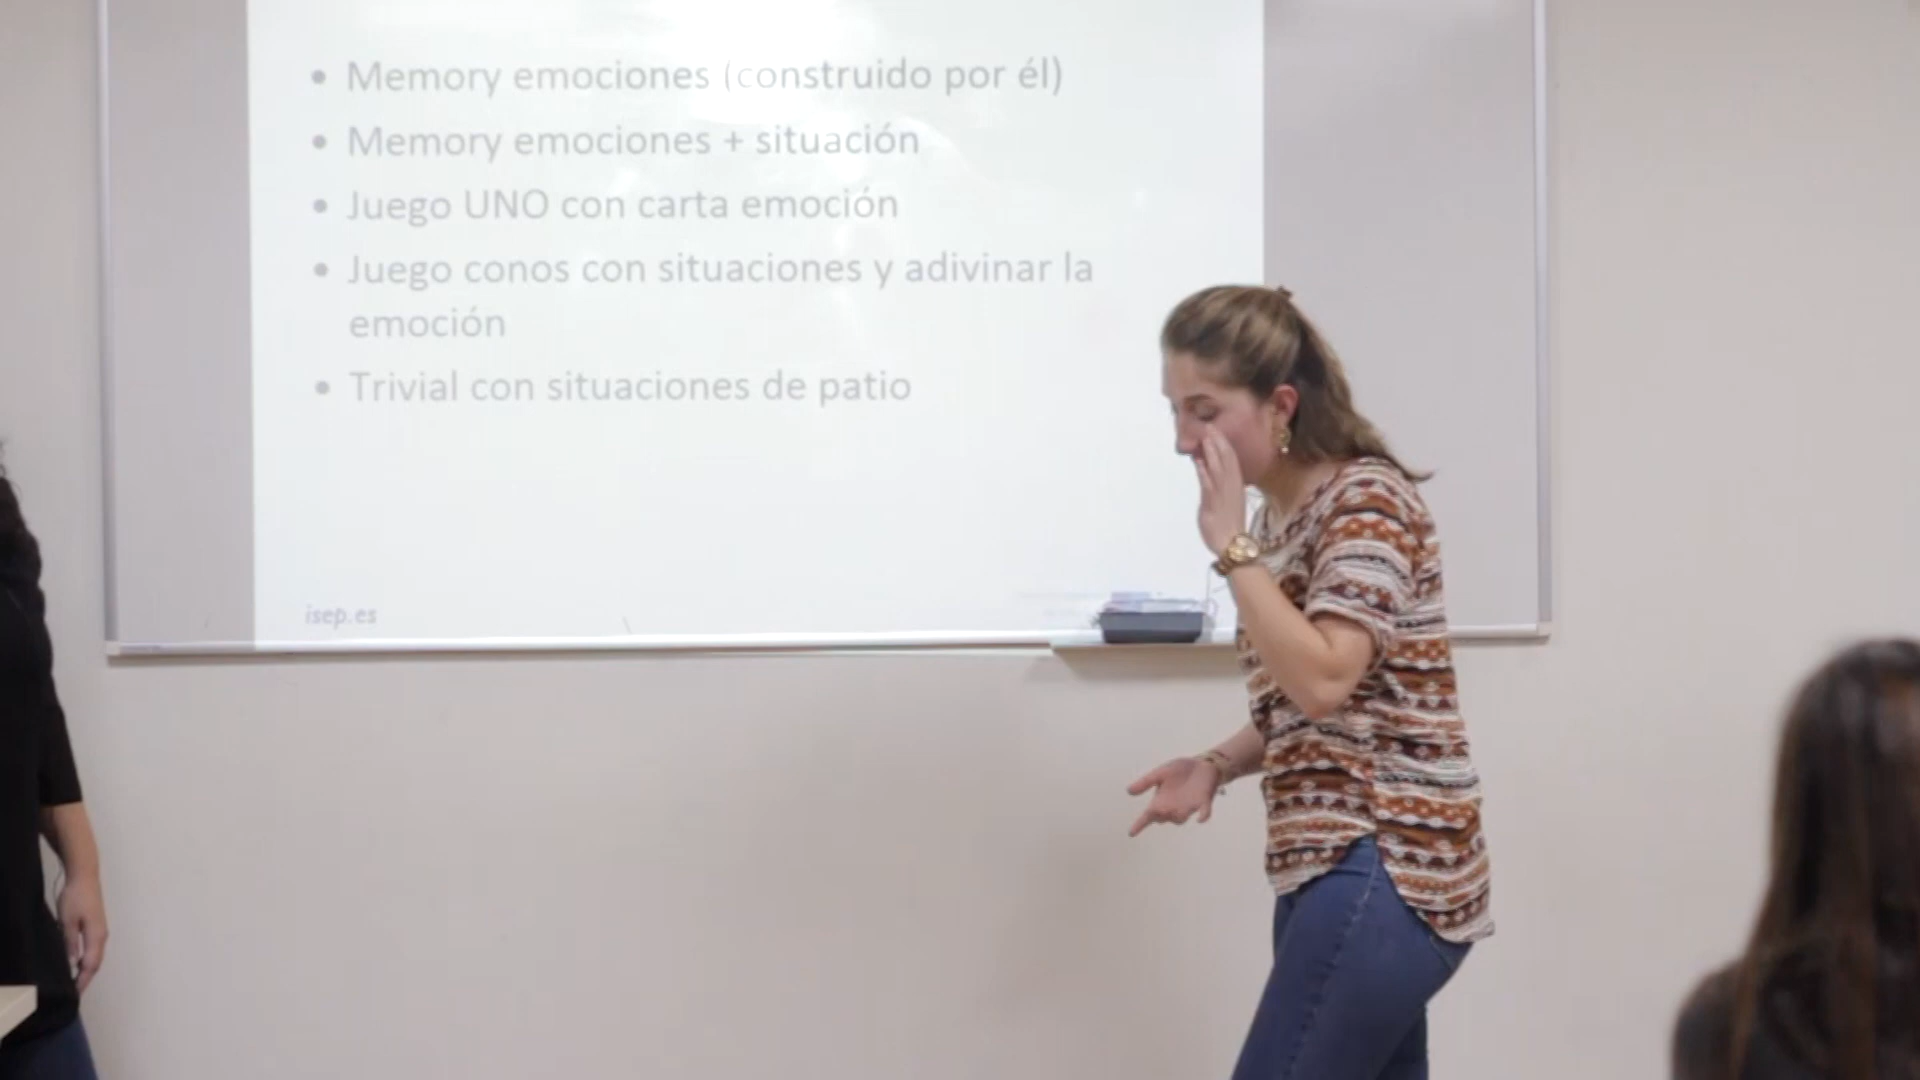 • Memory emociones (construido por él)
• Memory emociones + situación
• Juego UNO con carta emoción
• Juego conos con situaciones y adivinar la
emoción
• Trivial con situaciones de patio
isep.es